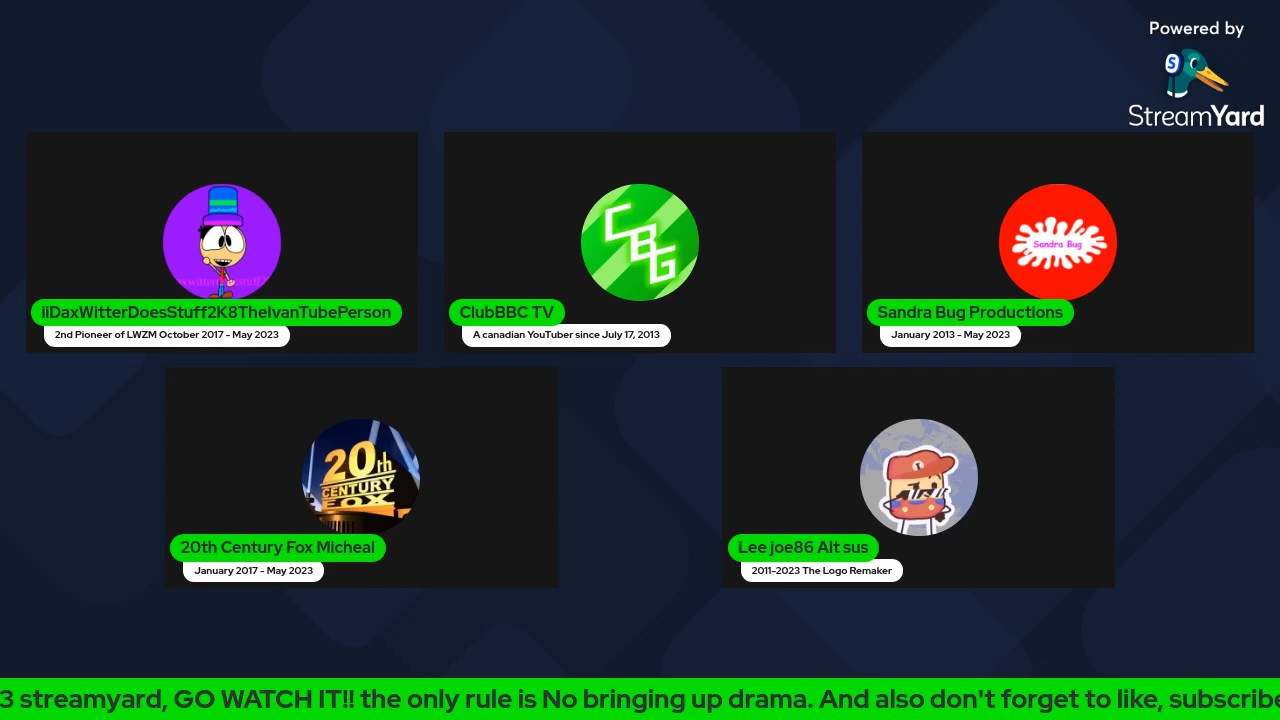 Powered by
StreamYard
S
CBG
Sandra Bug
iiDaxWitterDoesStuff2K8TheIvanTubePerson
2nd Pioneer of LWZM October 2017 - May 2023
ClubBBC TV
A canadian YouTuber since July 17, 2013
Sandra Bug Productions
January 2013 - May 2023
20th
CENTURY
FOX
20th Century Fox Micheal
January 2017 - May 2023
Lee joe86 Alt sus
2011-2023 The Logo Remaker
3 streamyard, GO WATCH IT!! the only rule is No bringing up drama. And also don't forget to like, subscribe